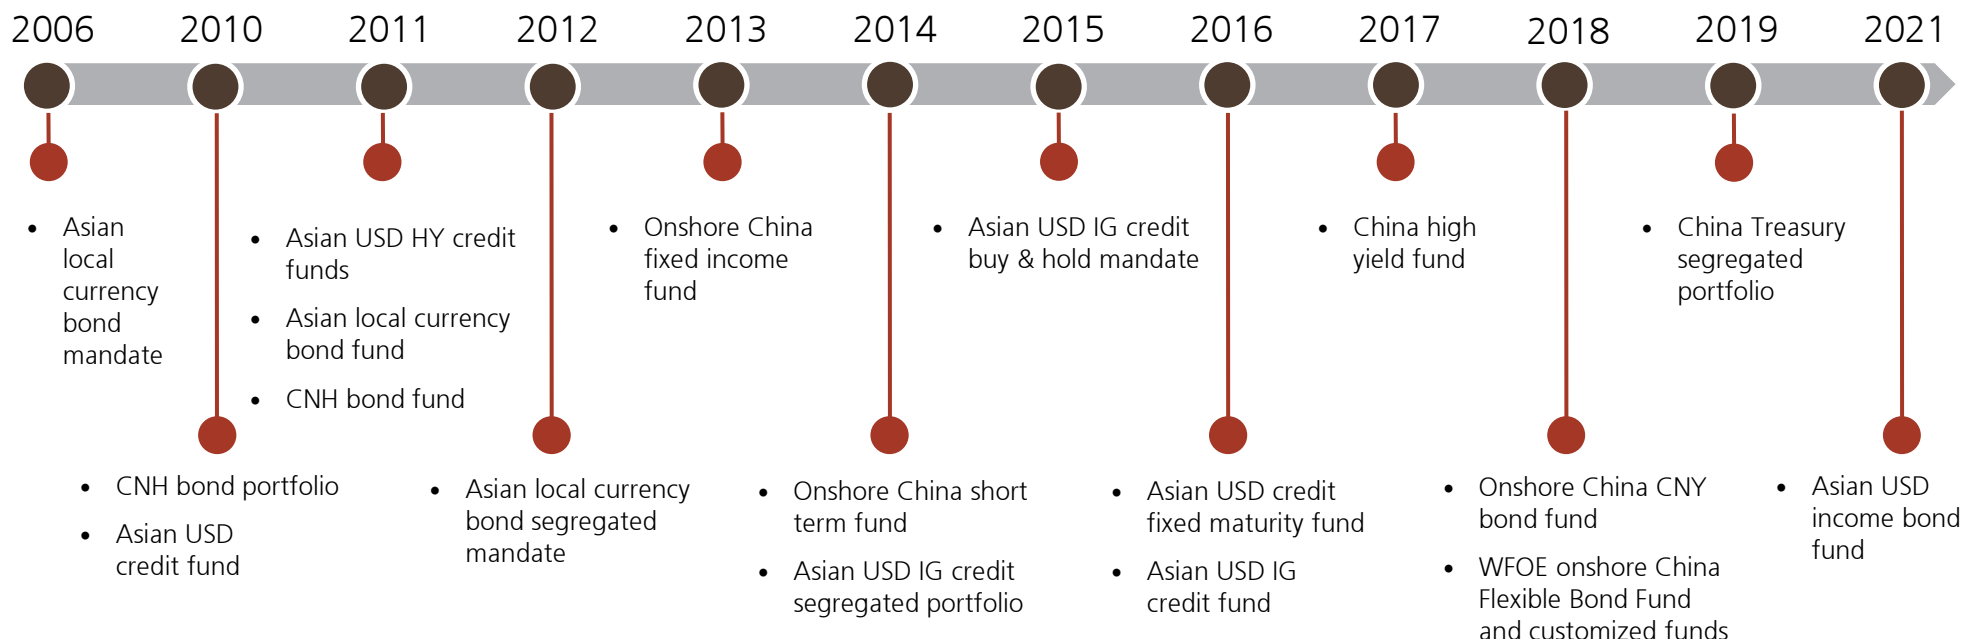 2006 2010 2011 2012 2013 2014 2015 2016 2017 2018 2019 2021
• Asian
local
currency
bond
mandate
• CNH bond portfolio
• Asian USD
credit fund
• Asian USD HY credit
funds
• Asian local currency
bond fund
• CNH bond fund
• Asian local currency
bond segregated
mandate
• Onshore China
fixed income
fund
• Onshore China short
term fund
• Asian USD IG credit
segregated portfolio
• Asian USD IG credit
buy & hold mandate
• Asian USD credit
fixed maturity fund
• Asian USD IG
credit fund
• China high
yield fund
• Onshore China CNY
bond fund
• WFOE onshore China
Flexible Bond Fund
and customized funds
• China Treasury
segregated
portfolio
• Asian USD
income bond
fund